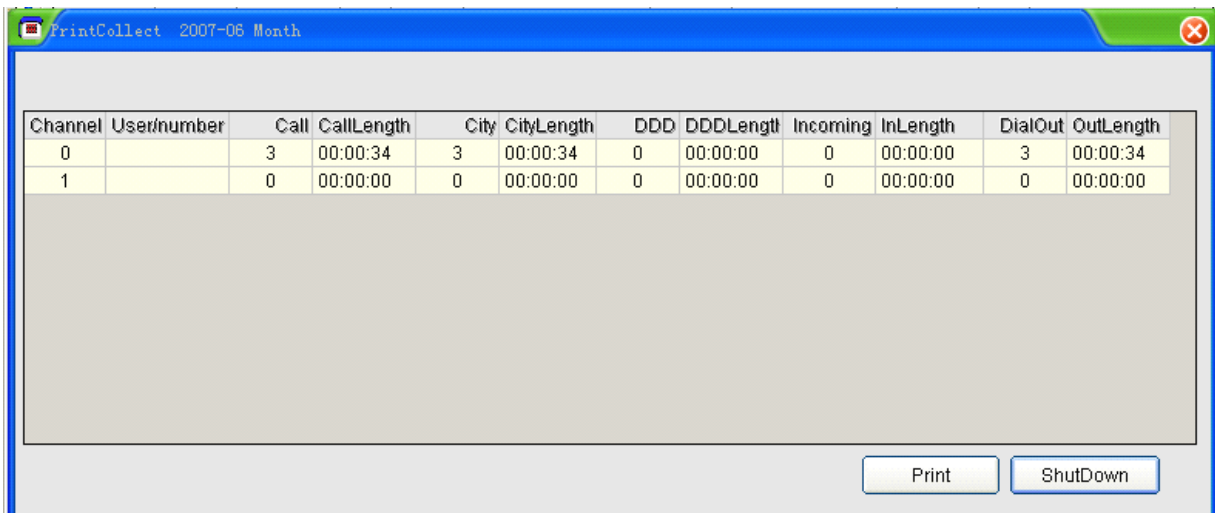 PrintCollect 2007-06 Month
Channel User/number Call CallLength City CityLength DDD DDDLengtl Incoming InLength DialOut OutLength
0 3 00:00:34 3 00:00:34 0 00:00:00 0 00:00:00 3 00:00:34
1 0 00:00:00 0 00:00:00 0 00:00:00 0 00:00:00 0 00:00:00
Print ShutDown